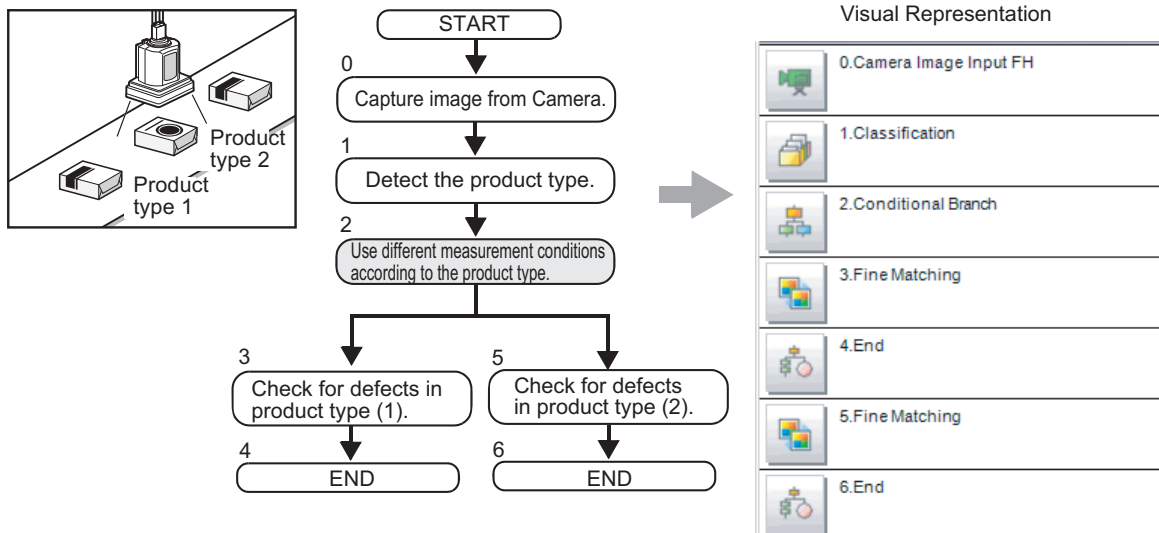 Product
type 2
Product
type 1
START
0
Capture image from Camera.
1
Detect the product type.
2
Use different measurement conditions
according to the product type.
3
Check for defects in
product type (1).
4
END
5
Check for defects
in product type (2).
6
END
Visual Representation
0.Camera Image Input FH
1.Classification
2.Conditional Branch
3.Fine Matching
4.End
5.Fine Matching
6.End